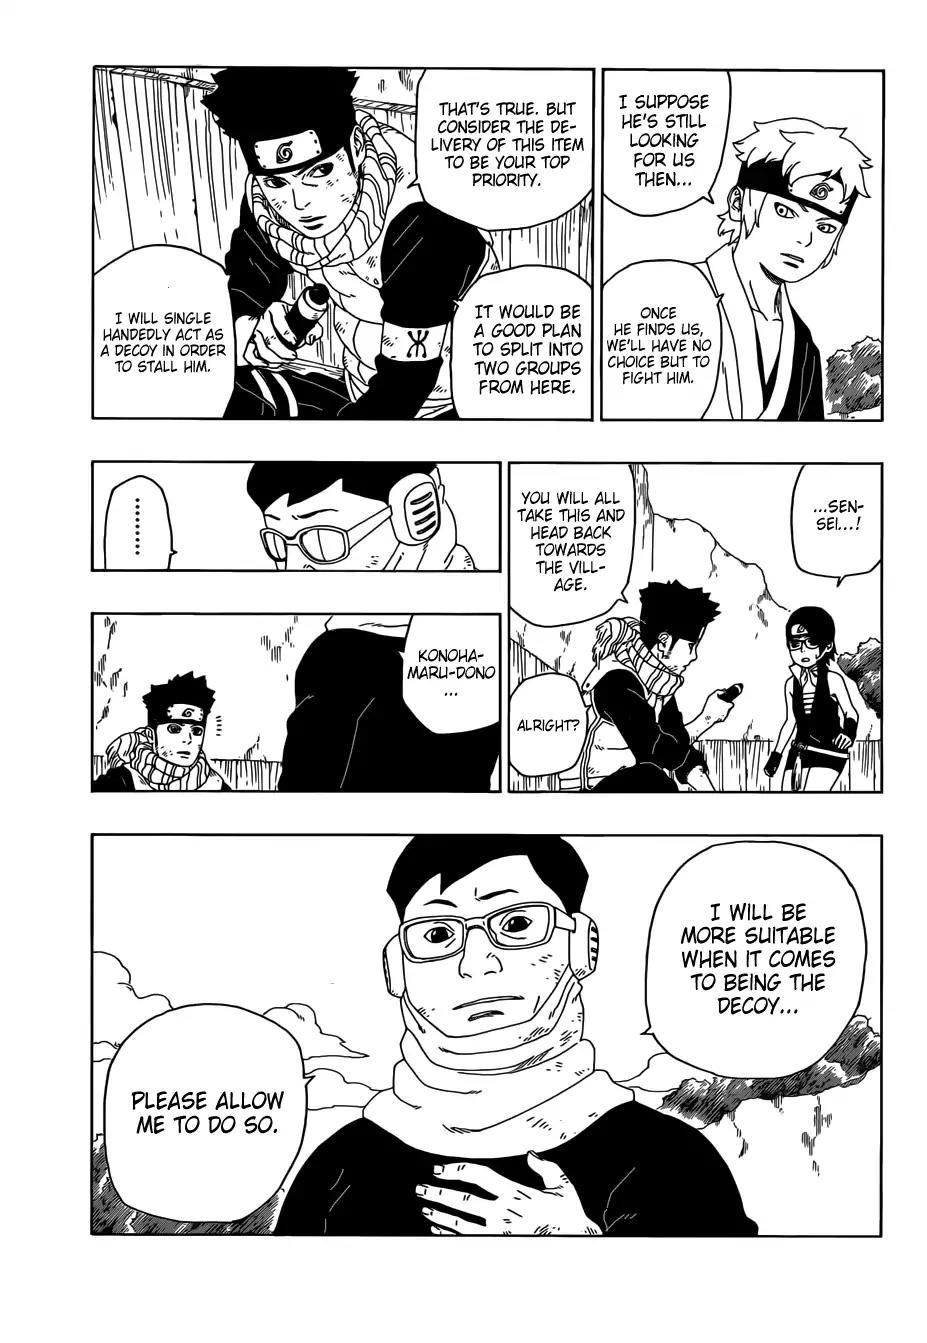 I SUPPOSE
HE'S STILL
LOOKING
FOR US
THEN...
ONCE
HE FINDS US,
WE'LL HAVE NO
CHOICE BUT TO
FIGHT HIM.
THAT'S TRUE. BUT
CONSIDER THE DE-
LIVERY OF THIS ITEM
TO BE YOUR TOP
PRIORITY.
IT WOULD BE
A GOOD PLAN
TO SPLIT INTO
TWO GROUPS
FROM HERE.
I WILL SINGLE
HANDEDLY ACT AS
A DECOY IN ORDER
TO STALL HIM.
...SEN-
SEI...!
YOU WILL ALL
TAKE THIS AND
HEAD BACK
TOWARDS
THE VILL-
AGE.
ALRIGHT?
.........
KONOHA-
MARU-DONO
...
I WILL BE
MORE SUITABLE
WHEN IT COMES
TO BEING THE
DECOY...
PLEASE ALLOW
ME TO DO SO.